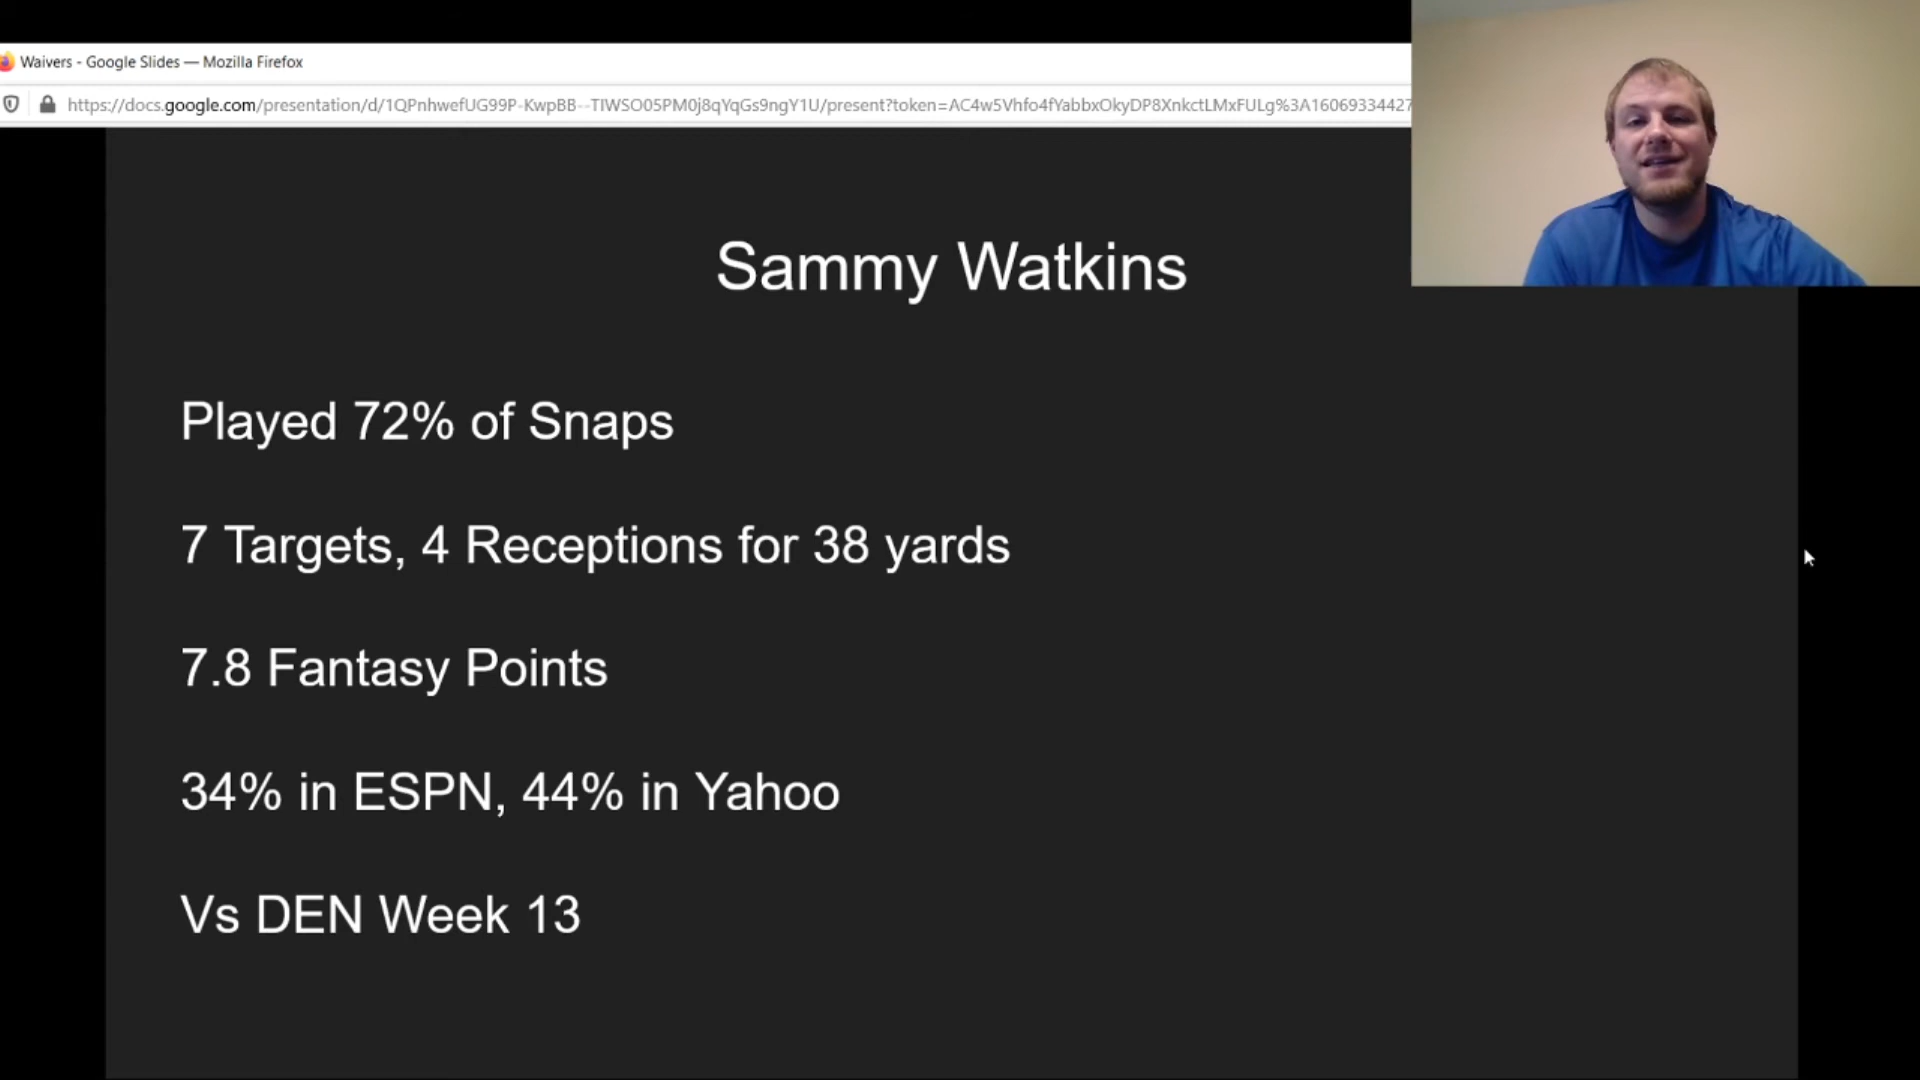 Waivers - Google Slides — Mozilla Firefox
https://docs.google.com/presentation/d/1QPnhwefUG99P-KwpBB--TIWSO05PM0j8qYqGs9ngY1U/present?token=AC4w5Vhfo4fYabbxOkyDP8XnkctLMxFULg%3A16069334427
Sammy Watkins
Played 72% of Snaps
7 Targets, 4 Receptions for 38 yards
7.8 Fantasy Points
34% in ESPN, 44% in Yahoo
Vs DEN Week 13